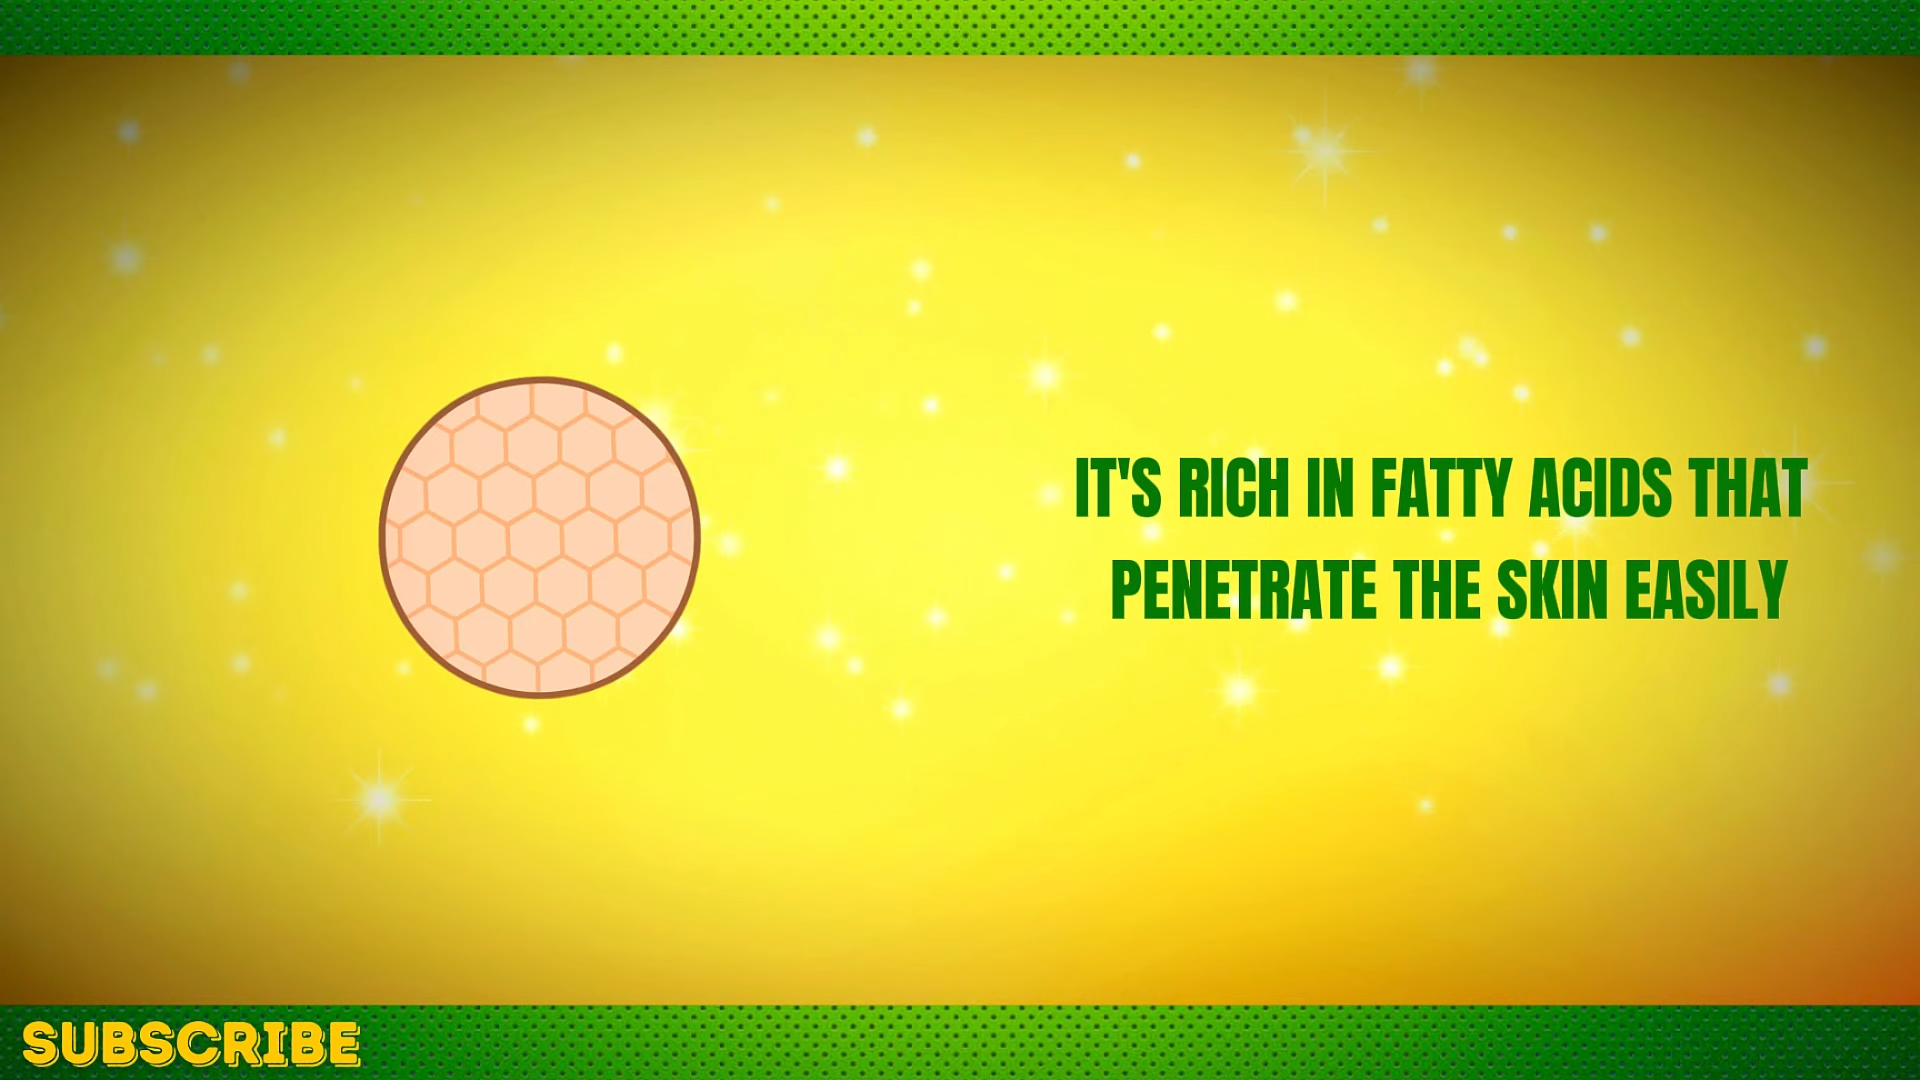 IT'S RICH IN FATTY ACIDS THAT
PENETRATE THE SKIN EASILY
SUBSCRIBE